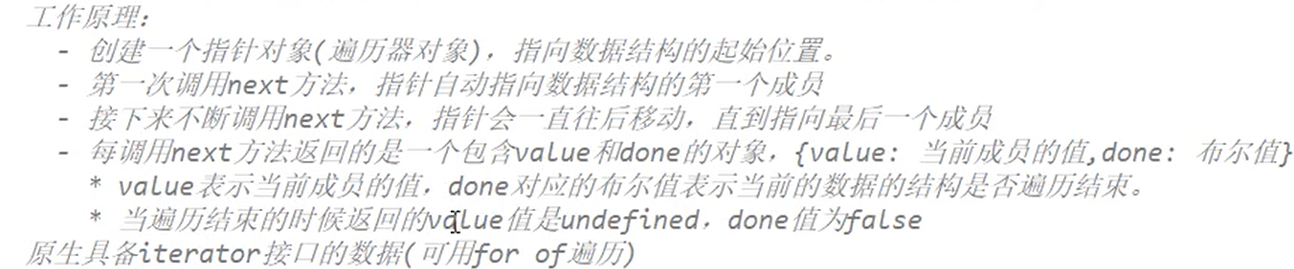 工作原理:
- 创建一个指针对象(遍历器对象)，指向数据结构的起始位置。
- 第一次调用next方法，指针自动指向数据结构的第一个成员
- 接下来不断调用next方法，指针会一直往后移动，直到指向最后一个成员
- 每调用next方法返回的是一个包含value和done的对象，{value: 当前成员的值,done: 布尔值}
* value表示当前成员的值，done对应的布尔值表示当前的数据的结构是否遍历结束。
* 当遍历结束的时候返回的value值是undefined，done值为false
原生具备iterator接口的数据(可用for of遍历)